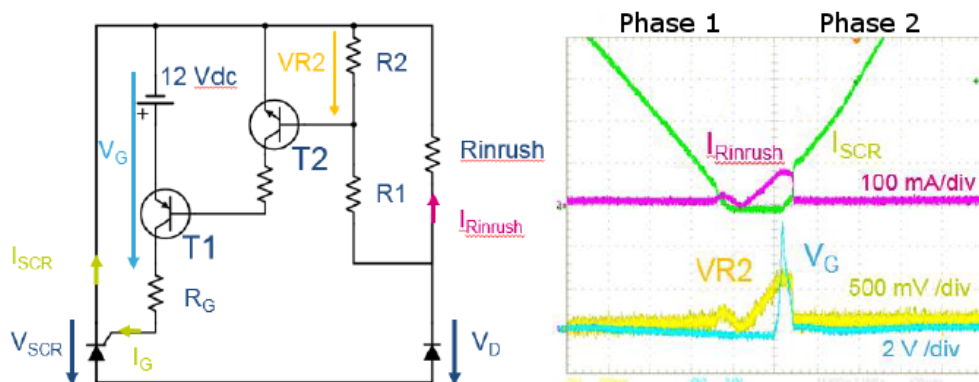 Phase 1 Phase 2
VR2 R2
12 Vdc
+
VG
T2
Rinrush
R1
IRinrush
T1
ISCR
RG
VSCR
IG
VD
IRinrush
ISCR
100 mA/div
VR2
VG
500 mV /div
2 V /div